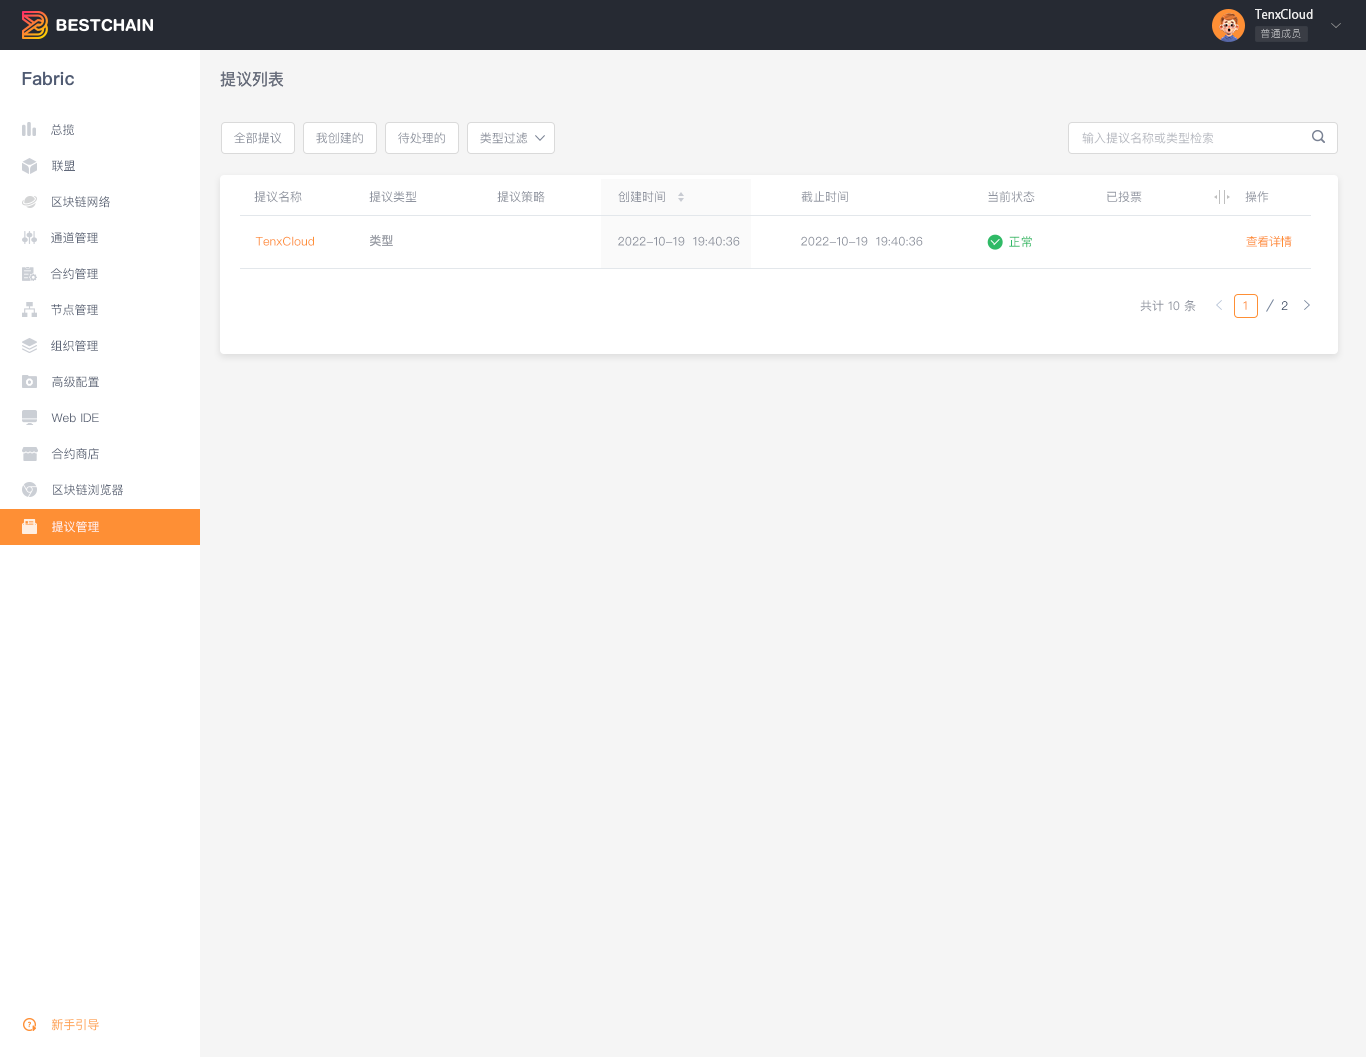 BESTCHAIN
TenxCloud
普通成员
Fabric
总揽
联盟
区块链网络
通道管理
合约管理
节点管理
组织管理
高级配置
Web IDE
合约商店
区块链浏览器
提议管理
新手引导
提议列表
全部提议 我创建的 待处理的 类型过滤
输入提议名称或类型检索
提议名称 提议类型 提议策略 创建时间 截止时间 当前状态 已投票 操作
TenxCloud 类型 2022-10-19 19:40:36 2022-10-19 19:40:36 正常 查看详情
共计 10 条 1 / 2